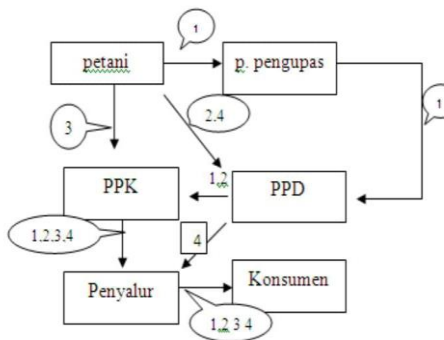 1
petani
p. pengupas
3
2.4
1
1,2
PPK
PPD
1.2.3.4
4
Penyalur
Konsumen
1,2 3 4